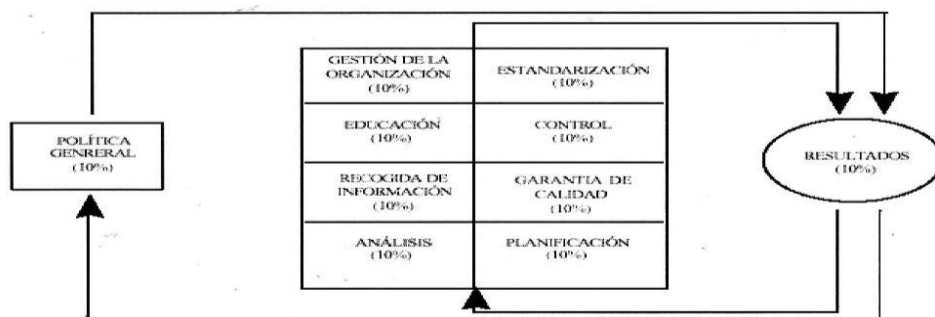 POLÍTICA
GENRERAL
(10%)
GESTIÓN DE LA
ORGANIZACIÓN
(10%)
ESTANDARIZACIÓN
(10%)
EDUCACIÓN
(10%)
CONTROL
(10%)
RECOGIDA DE
INFORMACIÓN
(10%)
GARANTIA DE
CALIDAD
(10%)
ANÁLISIS
(10%)
PLANIFICACIÓN
(10%)
RESULTADOS
(10%)